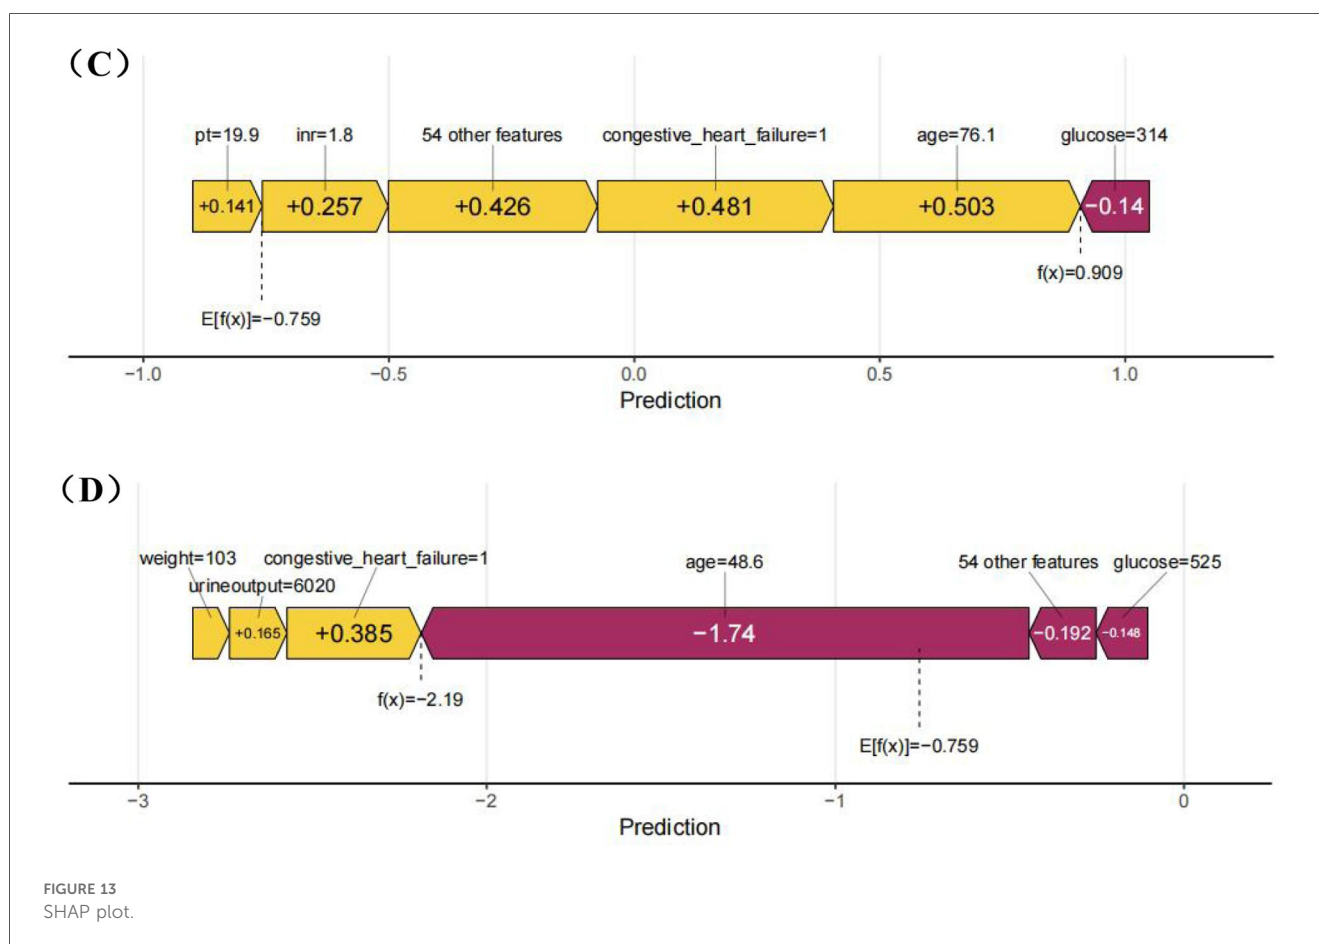 （C）
pt=19.9 inr=1.8 54 other features congestive_heart_failure=1 age=76.1 glucose=314
+0.141 +0.257 +0.426 +0.481 +0.503 −0.14
f(x)=0.909
E[f(x)]=−0.759
−1.0 −0.5 0.0 0.5 1.0
Prediction
（D）
weight=103 congestive_heart_failure=1 age=48.6 54 other features glucose=525
urineoutput=6020
+0.165 +0.385 −1.74 −0.192 −0.148
f(x)=−2.19
E[f(x)]=−0.759
−3 −2 −1 0
Prediction
FIGURE 13
SHAP plot.